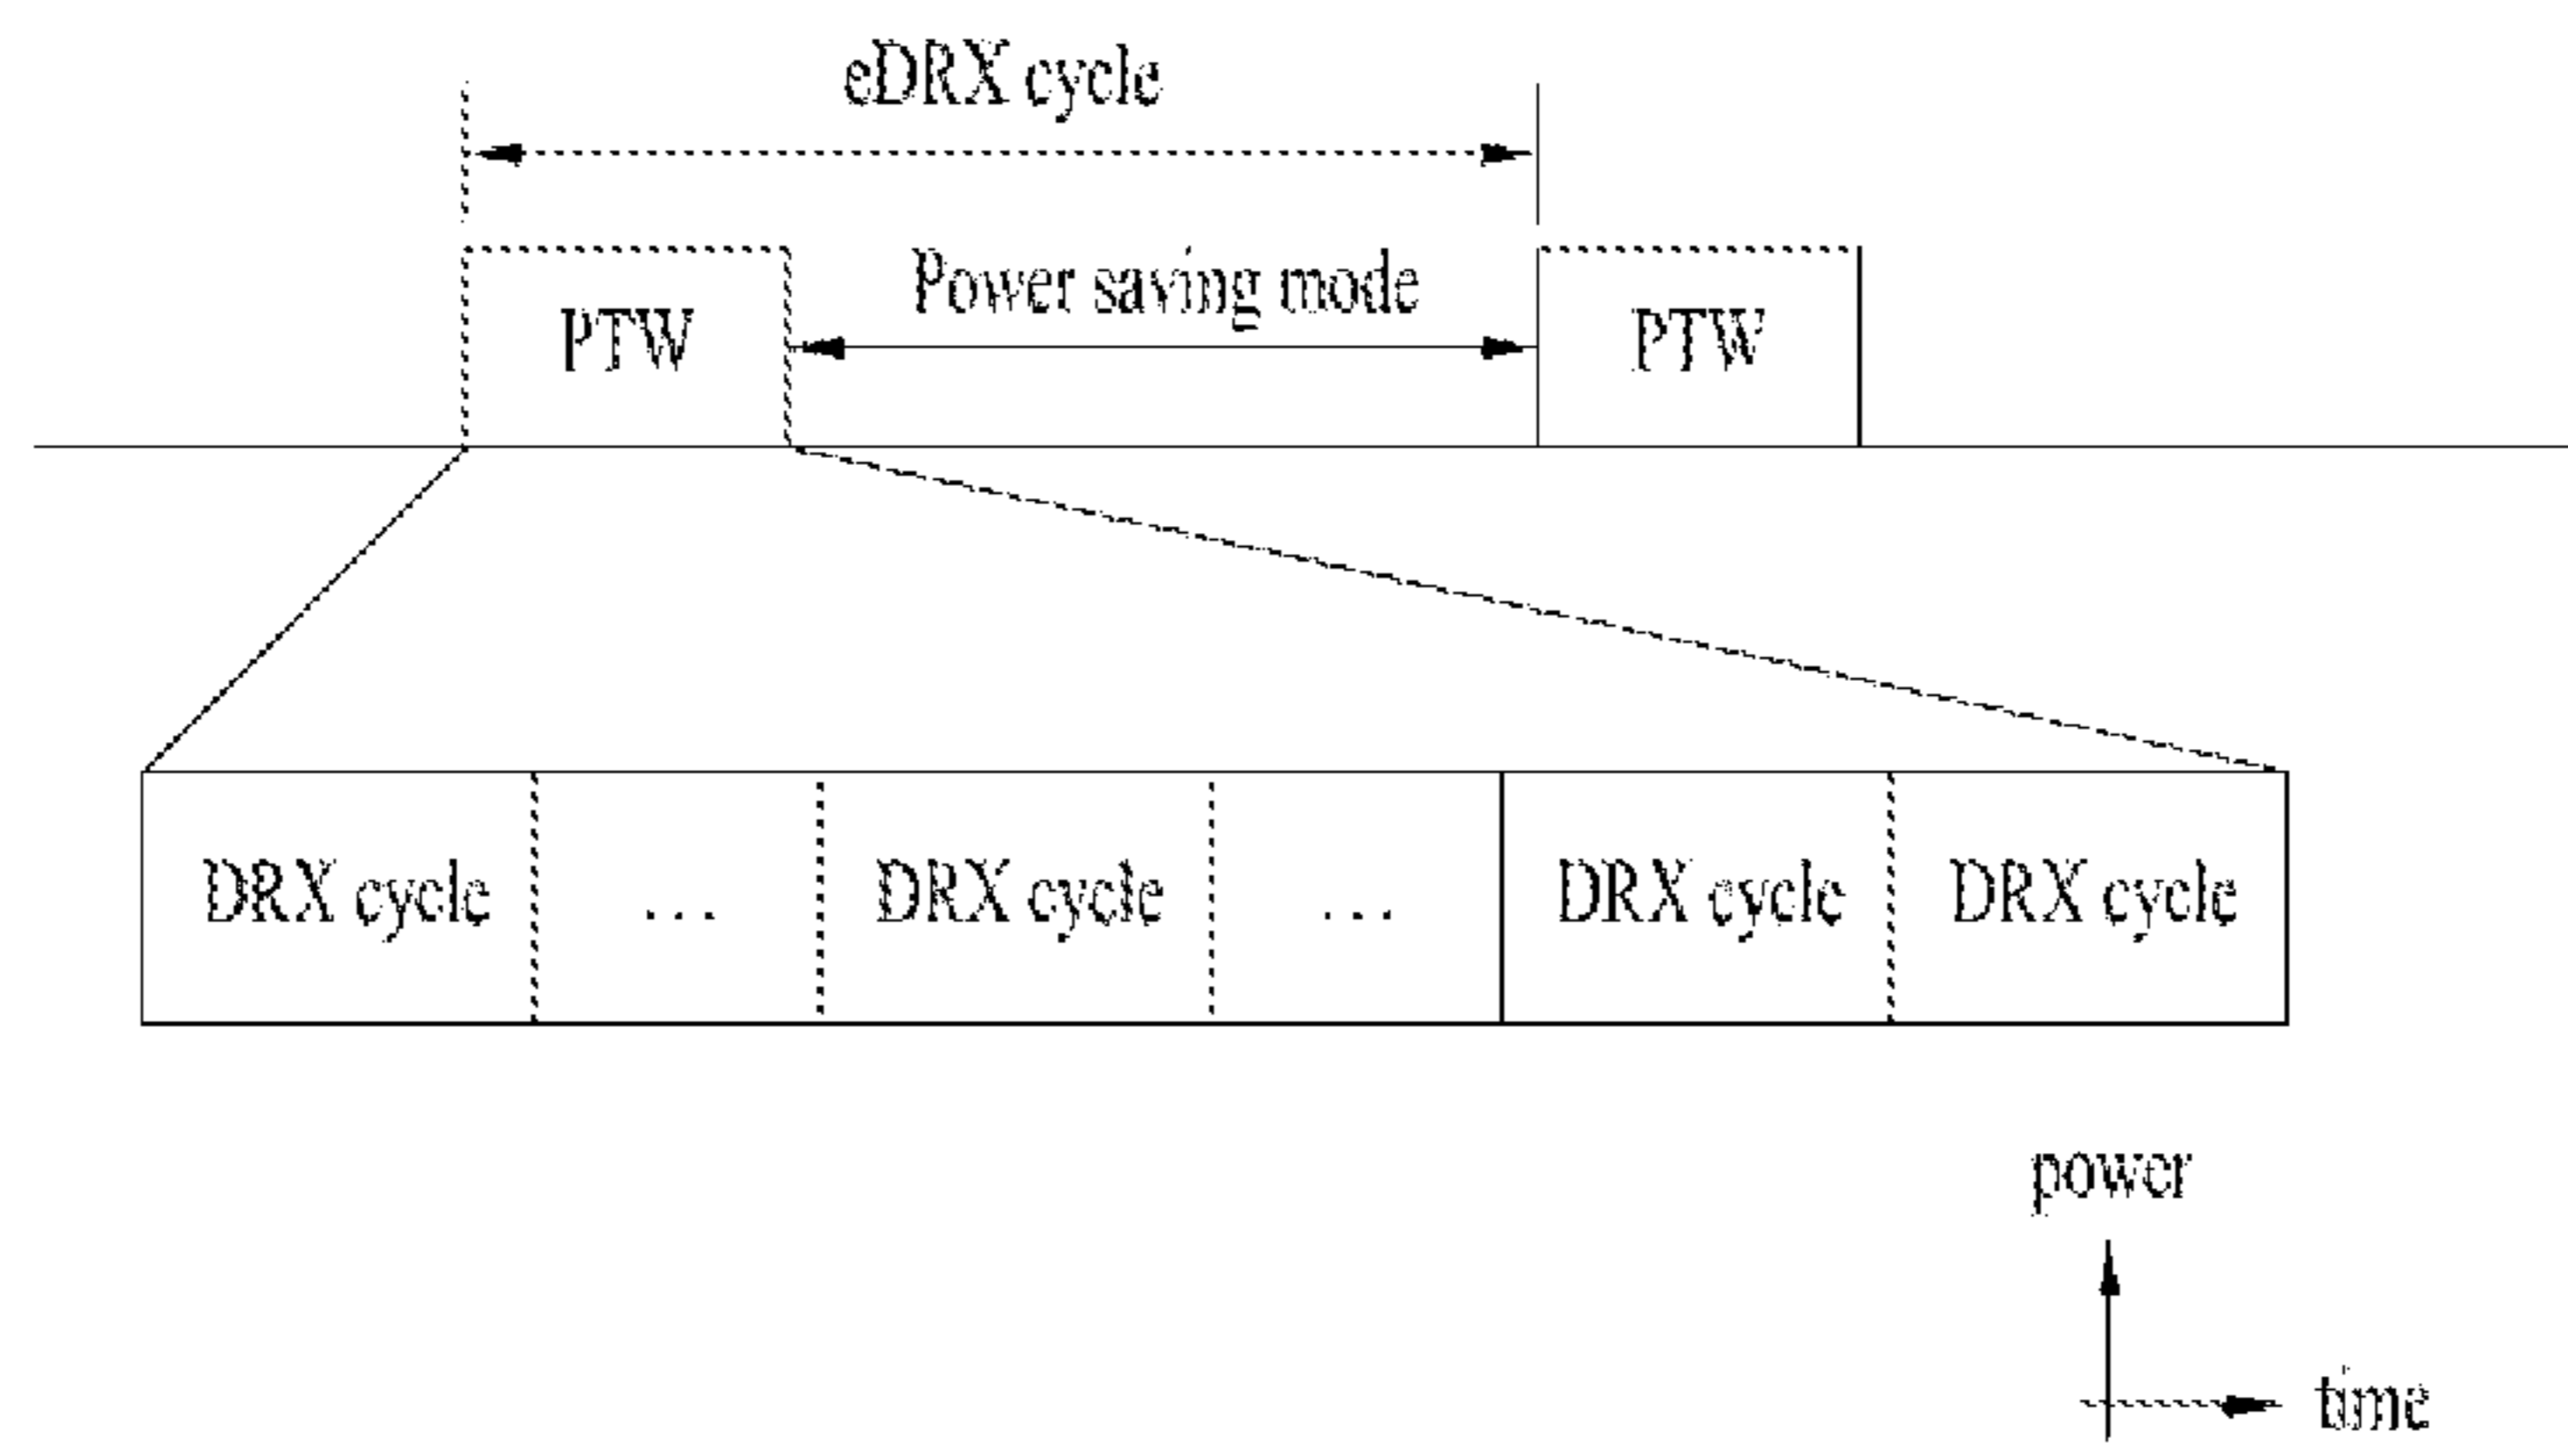 eDRX cycle
Power saving mode
PTW
PTW
DRX cycle ... DRX cycle ... DRX cycle DRX cycle
power
time